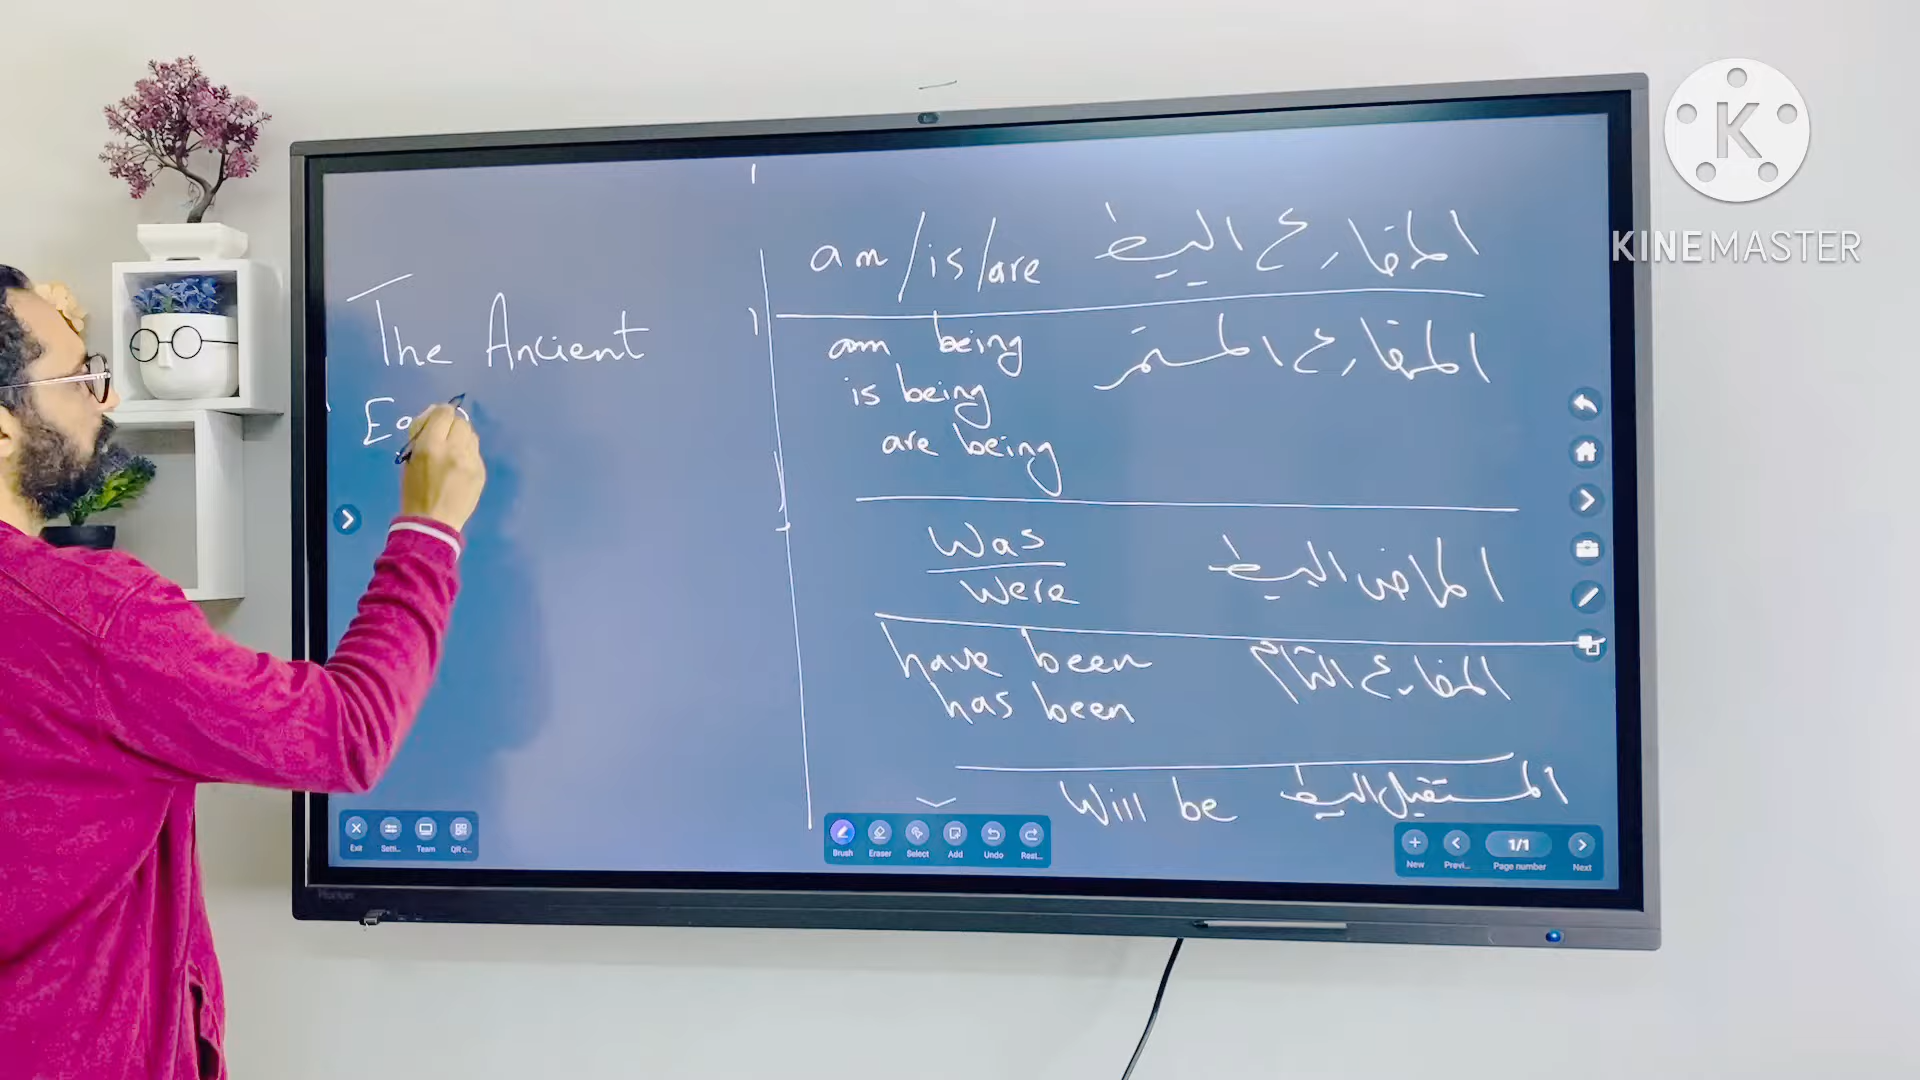 The Ancient
am/is/are المضارع البسيط
am being المضارع المستمر
is being
are being
Was الماضى البسيط
Were
have been المضارع التام
has been
Will be المستقبل البسيط
Exit Setti... Team QR c...
Brush Eraser Select Add Undo Rest...
New Previ... 1/1 Page number Next
K
KINEMASTER